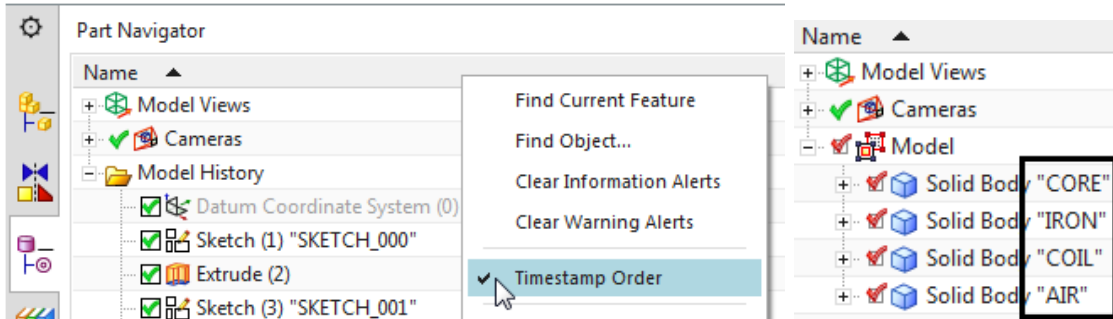 Part Navigator
Name
Model Views
Cameras
Model History
Datum Coordinate System (0)
Sketch (1) "SKETCH_000"
Extrude (2)
Sketch (3) "SKETCH_001"
Find Current Feature
Find Object...
Clear Information Alerts
Clear Warning Alerts
Timestamp Order
Name
Model Views
Cameras
Model
Solid Body "CORE"
Solid Body "IRON"
Solid Body "COIL"
Solid Body "AIR"